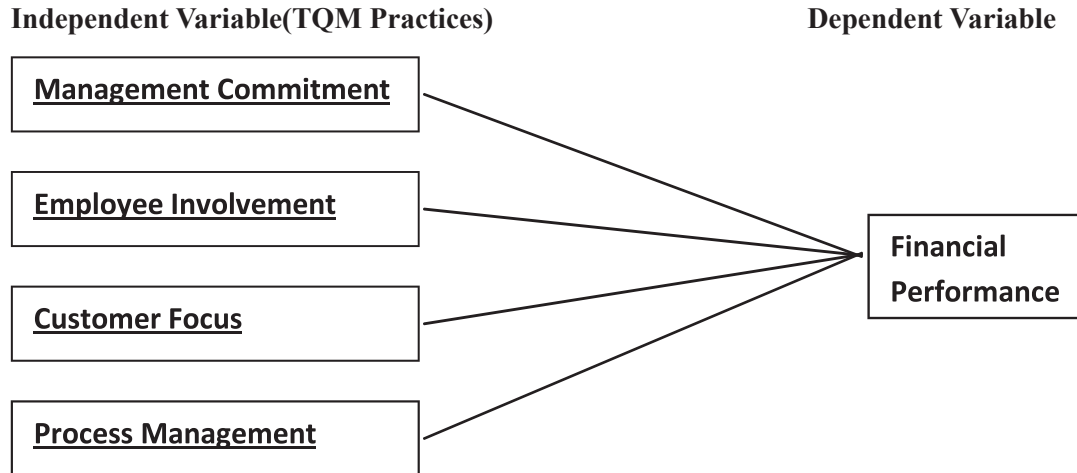 Independent Variable(TQM Practices)
Dependent Variable
Management Commitment
Employee Involvement
Customer Focus
Process Management
Financial
Performance